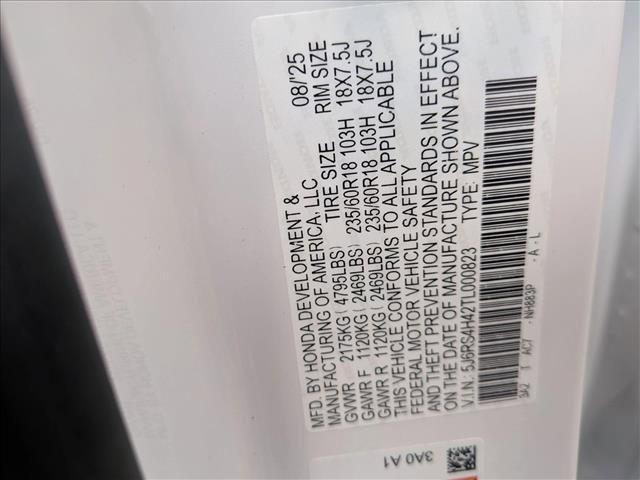 MFD. BY HONDA DEVELOPMENT &
MANUFACTURING OF AMERICA, LLC 08/'25
TIRE SIZE RIM SIZE
GVWR 2175KG ( 4795LBS)
GAWR F 1120KG ( 2469LBS) 235/60R18 103H 18X7.5J
GAWR R 1120KG ( 2469LBS) 235/60R18 103H 18X7.5J
THIS VEHICLE CONFORMS TO ALL APPLICABLE
FEDERAL MOTOR VEHICLE SAFETY
AND THEFT PREVENTION STANDARDS IN EFFECT
ON THE DATE OF MANUFACTURE SHOWN ABOVE.
V.I.N: 5J6RS4H42TL000823 TYPE: MPV
3A2 T AC7 NH883P -A-L
3A0 A1